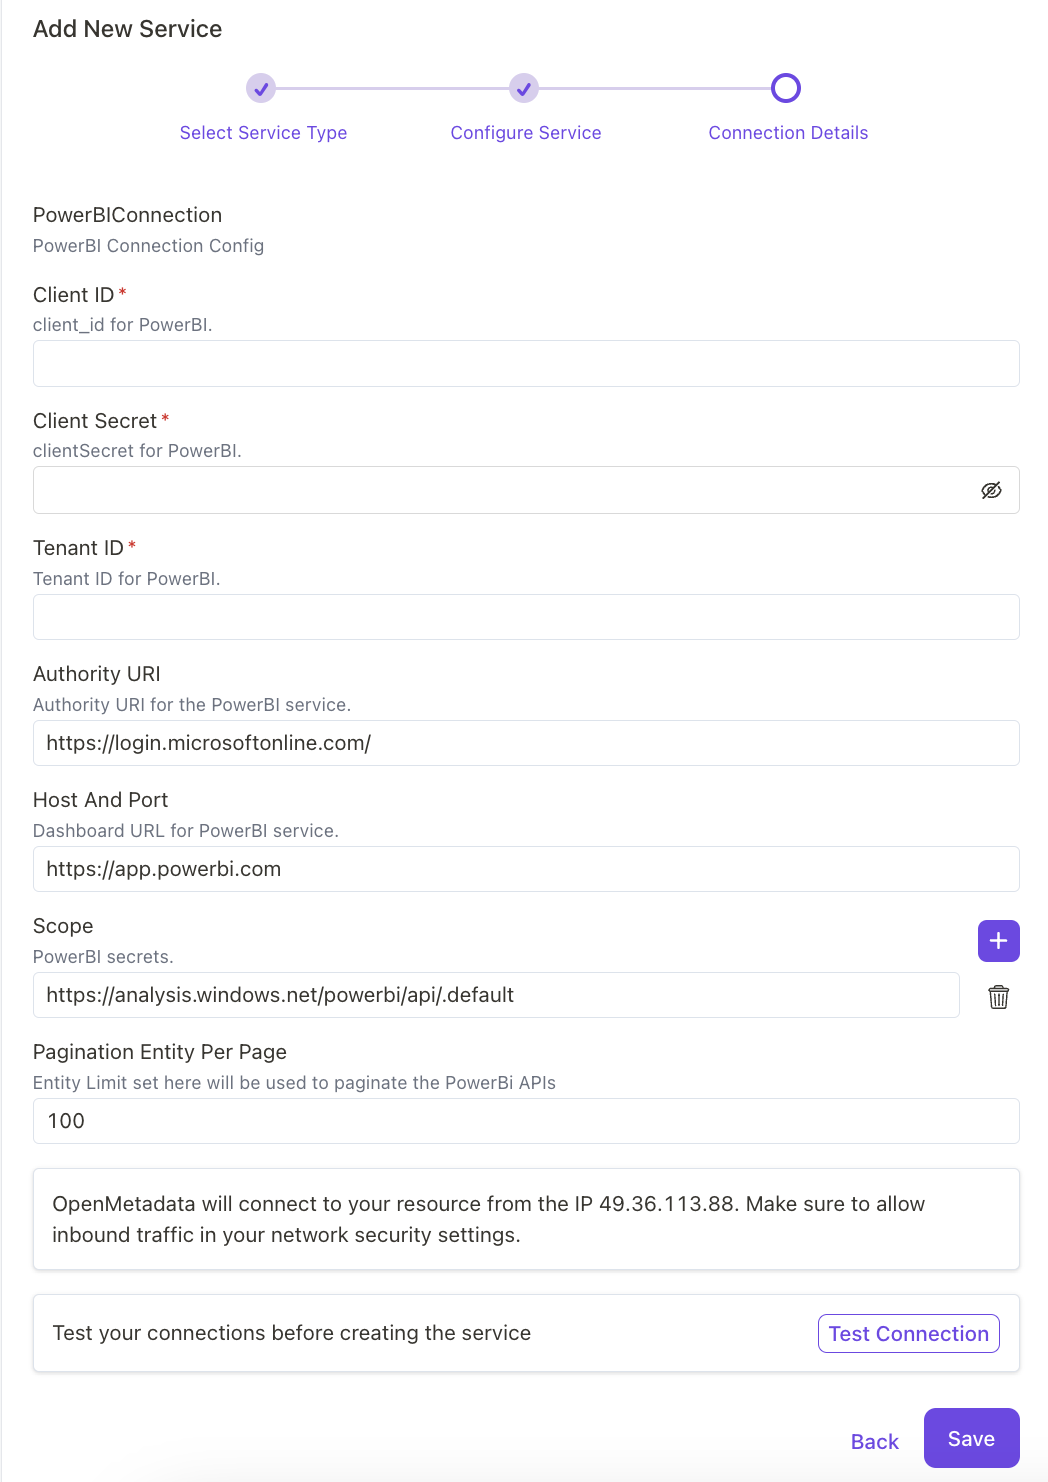 Add New Service
Select Service Type
Configure Service
Connection Details
PowerBIConnection
PowerBI Connection Config
Client ID*
client_id for PowerBI.
Client Secret*
clientSecret for PowerBI.
Tenant ID*
Tenant ID for PowerBI.
Authority URI
Authority URI for the PowerBI service.
https://login.microsoftonline.com/
Host And Port
Dashboard URL for PowerBI service.
https://app.powerbi.com
Scope
PowerBI secrets.
https://analysis.windows.net/powerbi/api/.default
Pagination Entity Per Page
Entity Limit set here will be used to paginate the PowerBi APIs
100
OpenMetadata will connect to your resource from the IP 49.36.113.88. Make sure to allow
inbound traffic in your network security settings.
Test your connections before creating the service
Test Connection
Back
Save